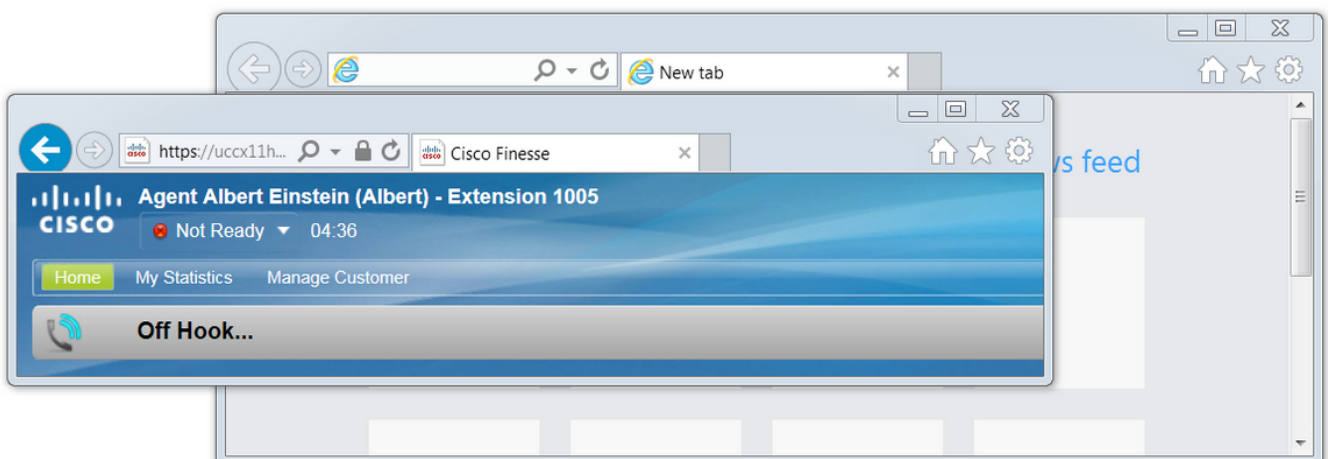 New tab
https://uccx11h...
Cisco Finesse
s feed
CISCO
Agent Albert Einstein (Albert) - Extension 1005
Not Ready 04:36
Home My Statistics Manage Customer
Off Hook...